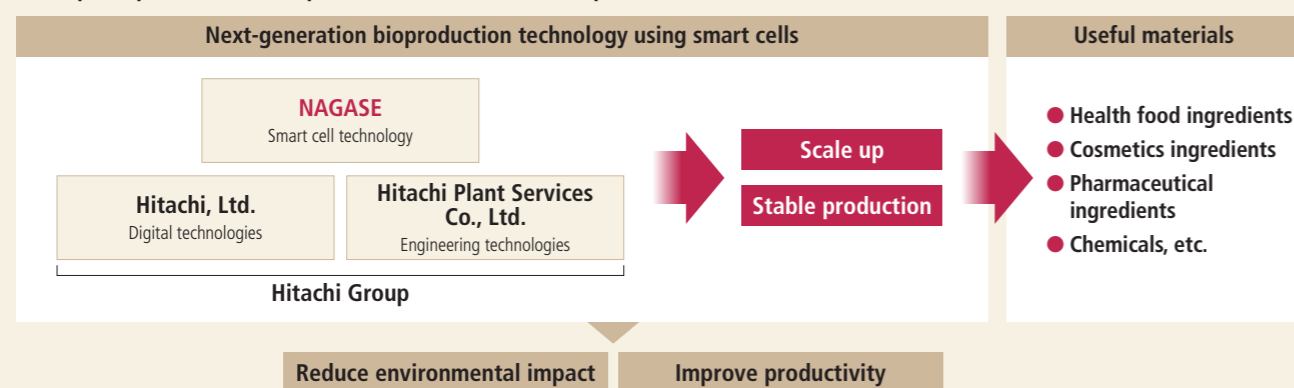 Next-generation bioproduction technology using smart cells
Useful materials
NAGASE
Smart cell technology
Hitachi, Ltd.
Digital technologies
Hitachi Plant Services
Co., Ltd.
Engineering technologies
Hitachi Group
Scale up
Stable production
● Health food ingredients
● Cosmetics ingredients
● Pharmaceutical
ingredients
● Chemicals, etc.
Reduce environmental impact
Improve productivity